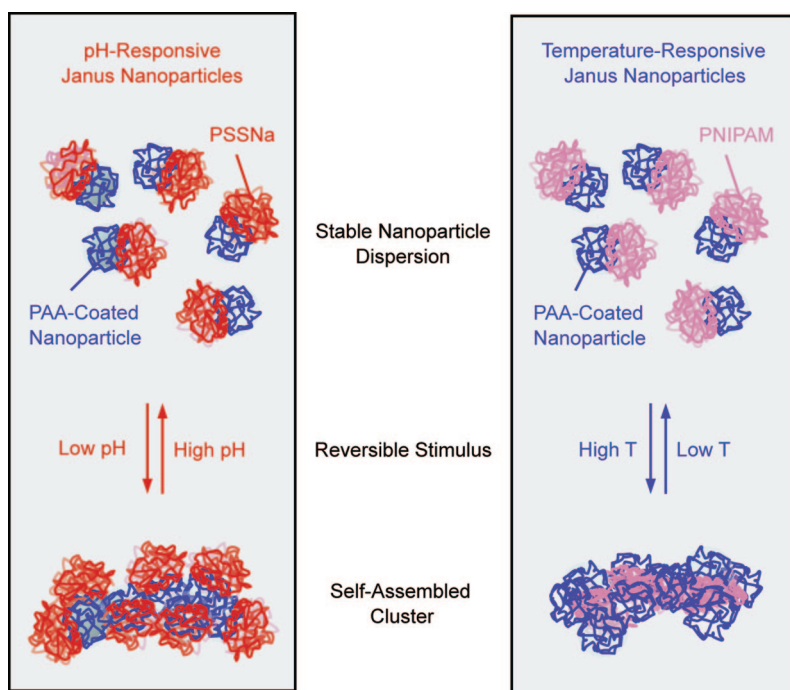 pH-Responsive
Janus Nanoparticles
PSSNa
PAA-Coated
Nanoparticle
Low pH
High pH
Stable Nanoparticle
Dispersion
Reversible Stimulus
Self-Assembled
Cluster
Temperature-Responsive
Janus Nanoparticles
PNIPAM
PAA-Coated
Nanoparticle
High T
Low T